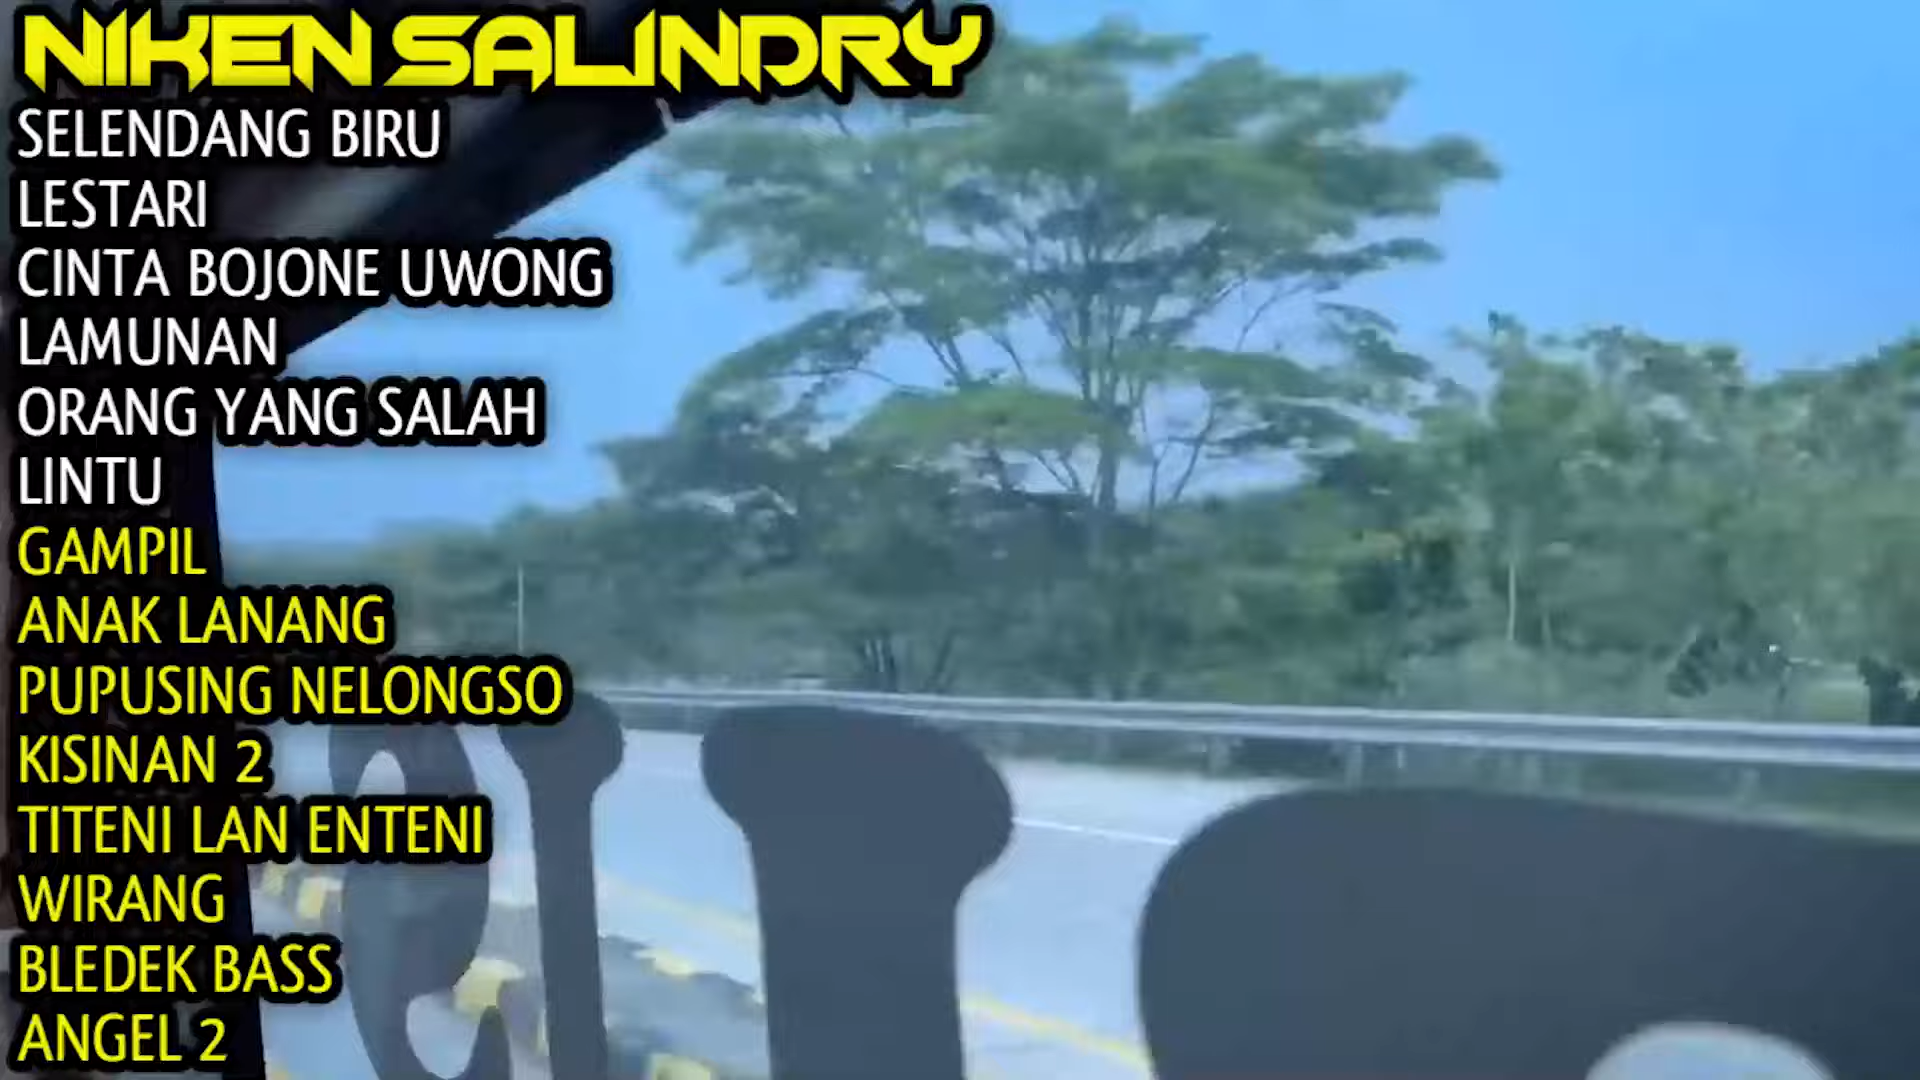 NIKEN SALINDRY
SELENDANG BIRU
LESTARI
CINTA BOJONE UWONG
LAMUNAN
ORANG YANG SALAH
LINTU
GAMPIL
ANAK LANANG
PUPUSING NELONGSO
KISINAN 2
TITENI LAN ENTENI
WIRANG
BLEDEK BASS
ANGEL 2